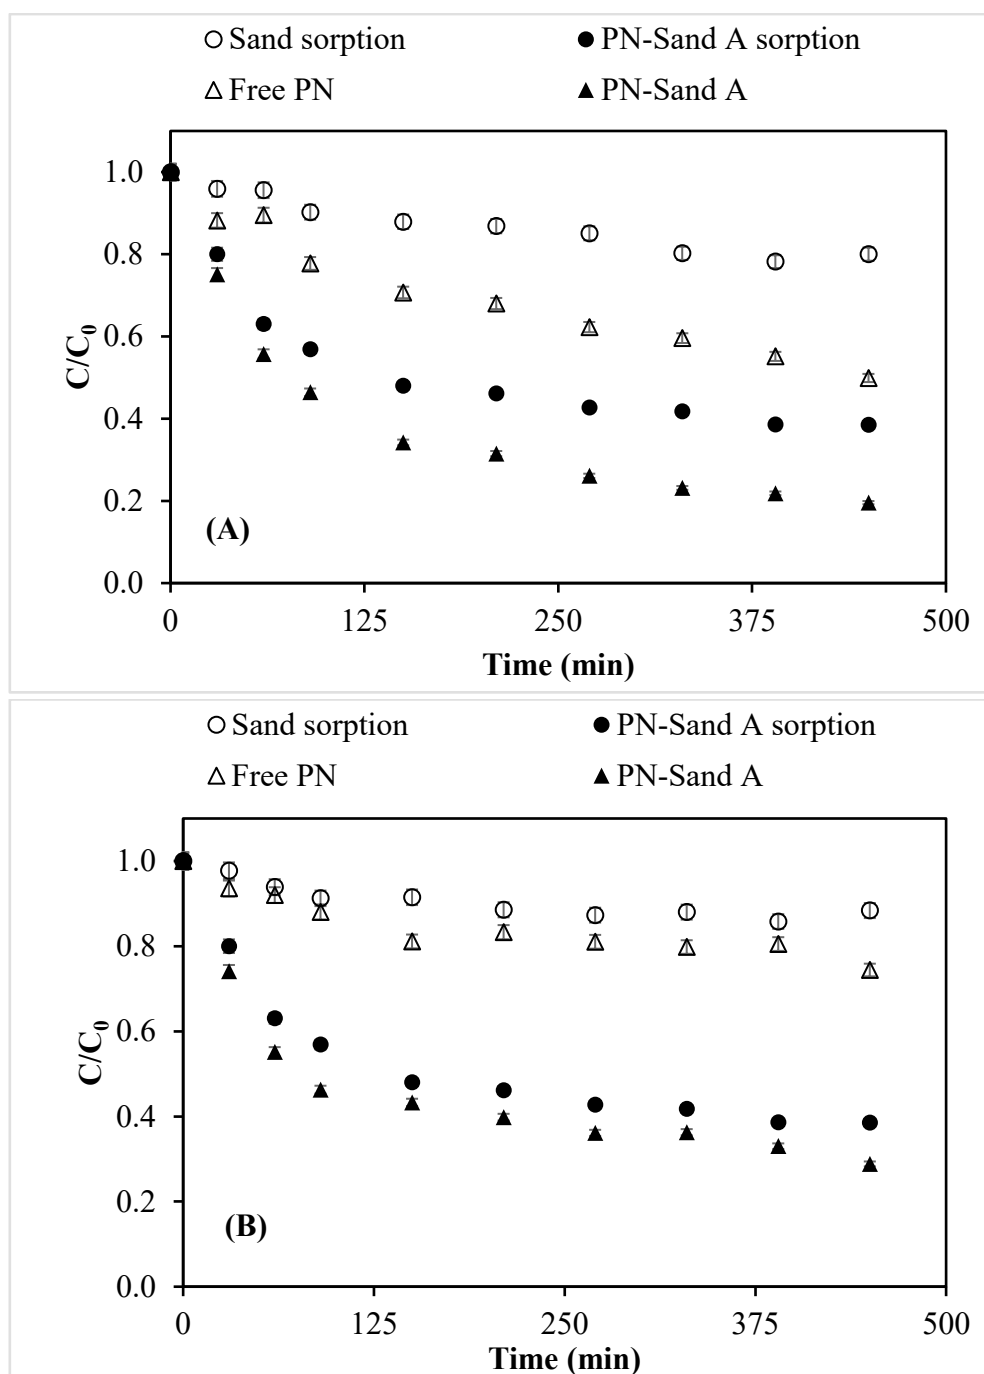 Sand sorption PN-Sand A sorption
Free PN PN-Sand A
1.0
0.8
0.6
0.4
0.2
0.0
C/C0
(A)
0 125 250 375 500
Time (min)
Sand sorption PN-Sand A sorption
Free PN PN-Sand A
1.0
0.8
0.6
0.4
0.2
0.0
C/C0
(B)
0 125 250 375 500
Time (min)